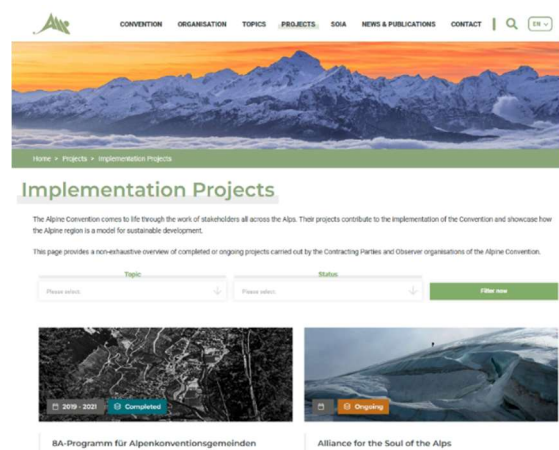 CONVENTION ORGANISATION TOPICS PROJECTS SOIA NEWS & PUBLICATIONS CONTACT EN
Home > Projects > Implementation Projects
Implementation Projects
The Alpine Convention comes to life through the work of stakeholders all across the Alps. Their projects contribute to the implementation of the Convention and showcase how
the Alpine region is a model for sustainable development.
This page provides a non-exhaustive overview of completed or ongoing projects carried out by the Contracting Parties and Observer organisations of the Alpine Convention.
Topic Status
Please select: Please select: Filter now
2019 - 2021 Completed Ongoing
8A-Programm für Alpenkonventionsgemeinden Alliance for the Soul of the Alps